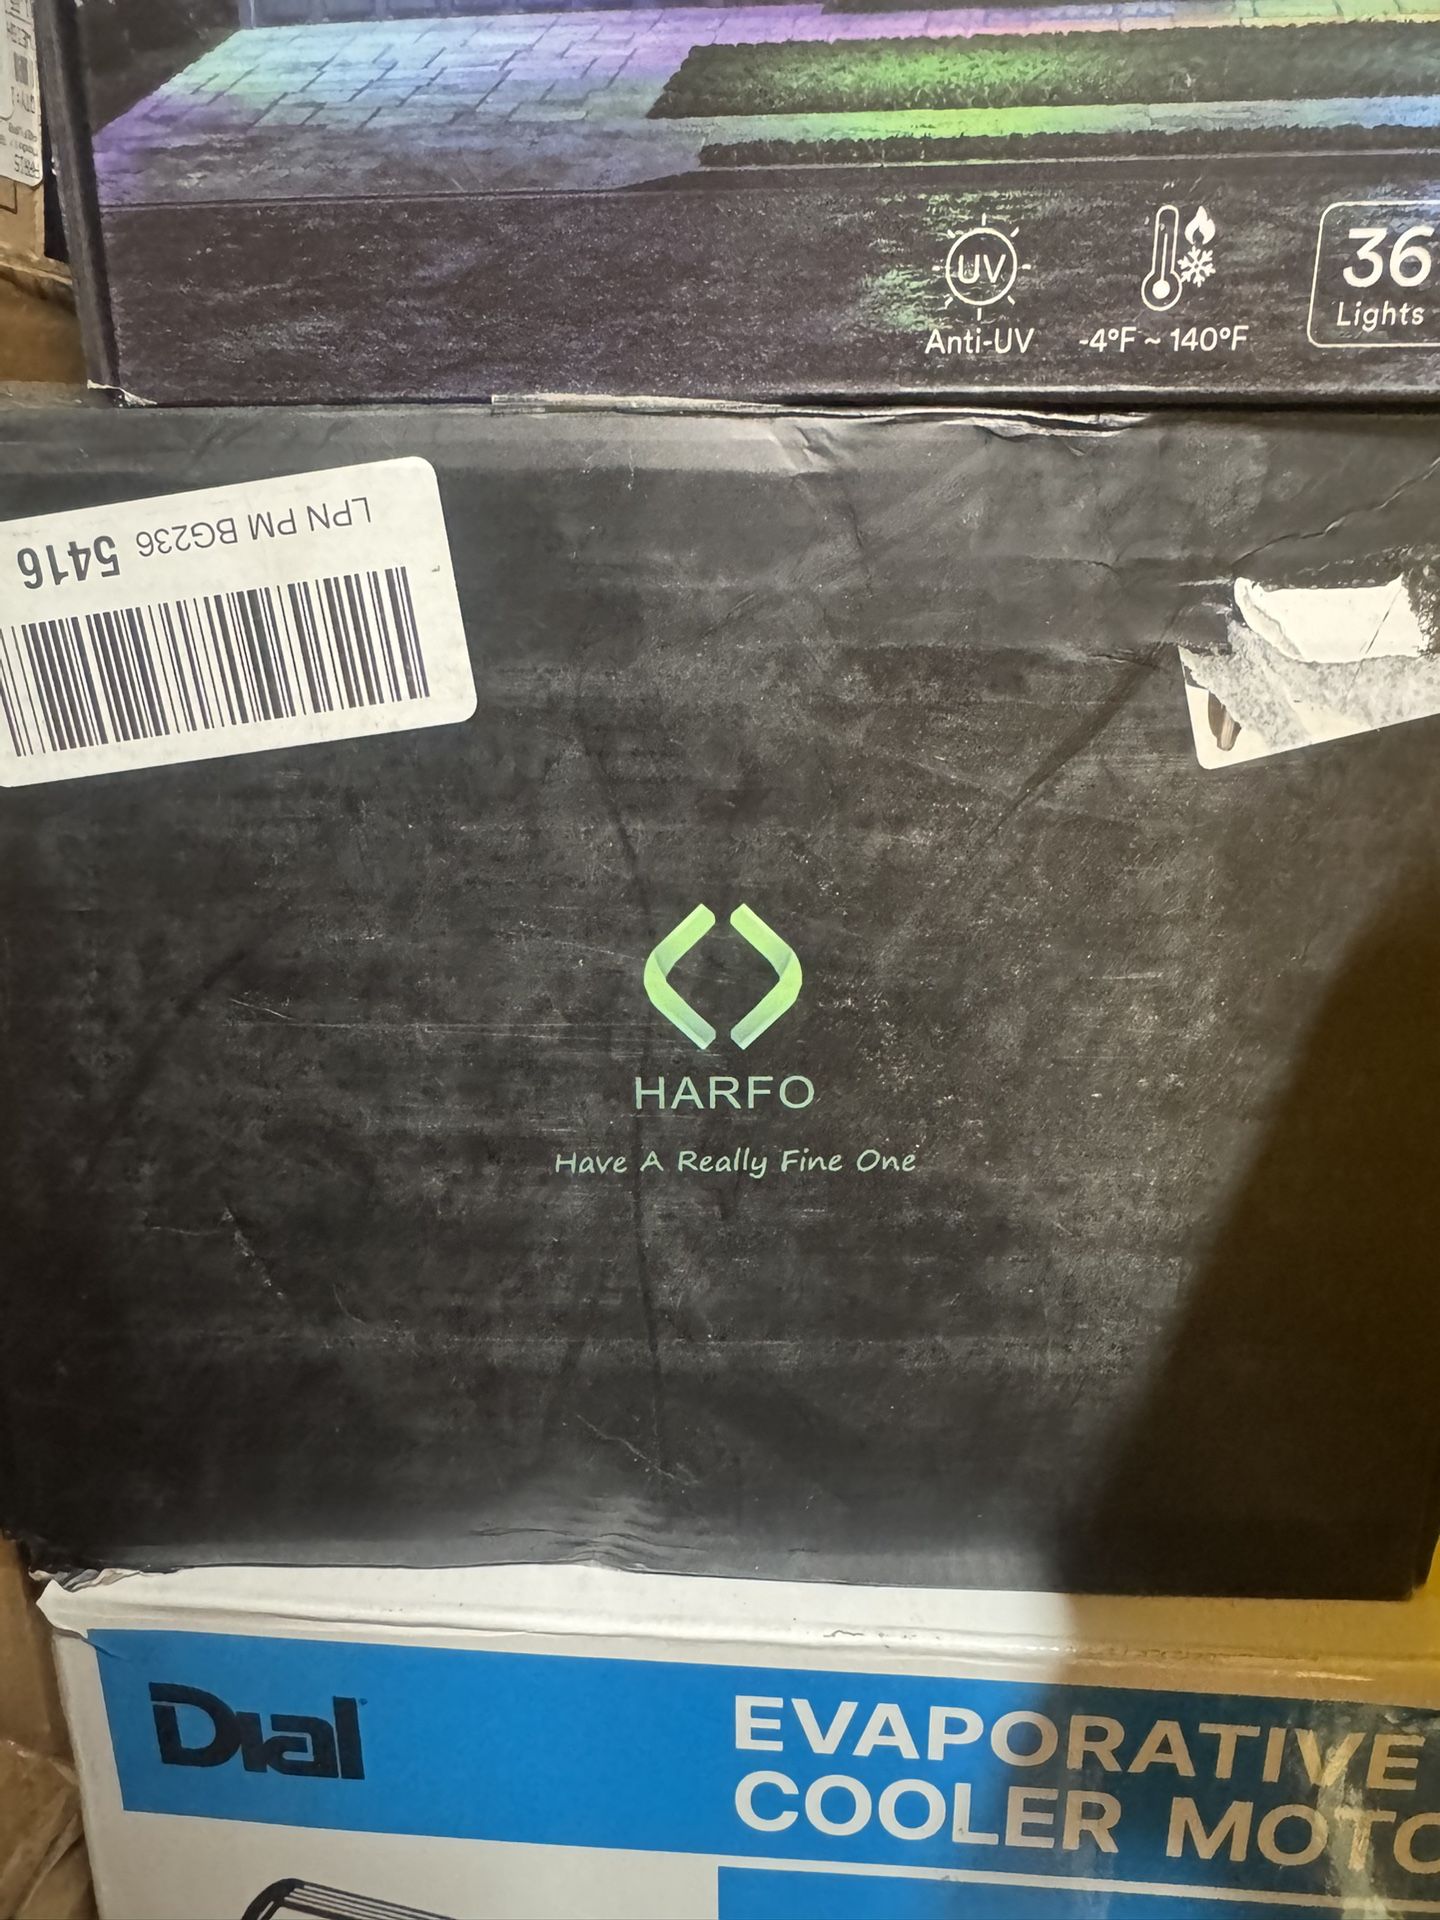 UV
Anti-UV
-4°F ~ 140°F
36
Lights
LPN PM BG236 5416
HARFO
Have A Really Fine One
Dial
EVAPORATIVE
COOLER MOTO